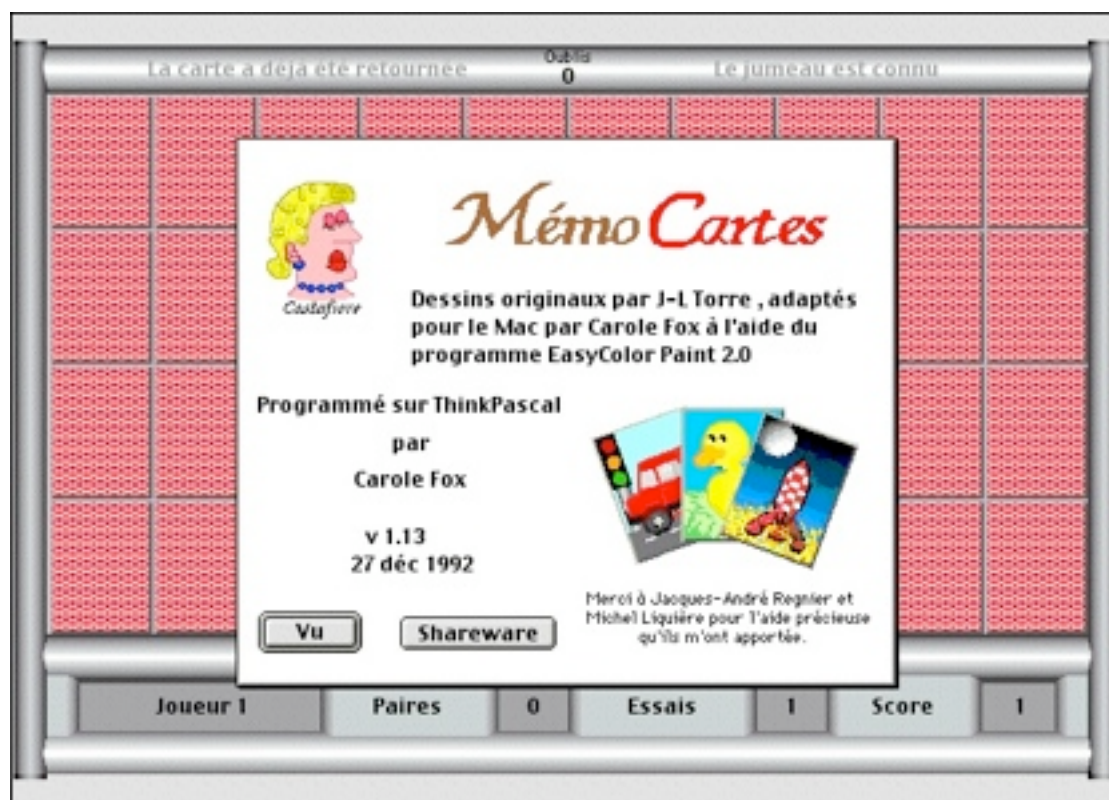 La carte a déjà été retournée
Oublis
0
Le jumeau est connu
Mémo Cartes
Castafiore
Dessins originaux par J-L Torre , adaptés
pour le Mac par Carole Fox à l'aide du
programme EasyColor Paint 2.0
Programmé sur ThinkPascal
par
Carole Fox
v 1.13
27 déc 1992
Merci à Jacques-André Regnier et
Michel Liquière pour l'aide précieuse
qu'ils m'ont apportée.
Vu
Shareware
Joueur 1
Paires
0
Essais
1
Score
1